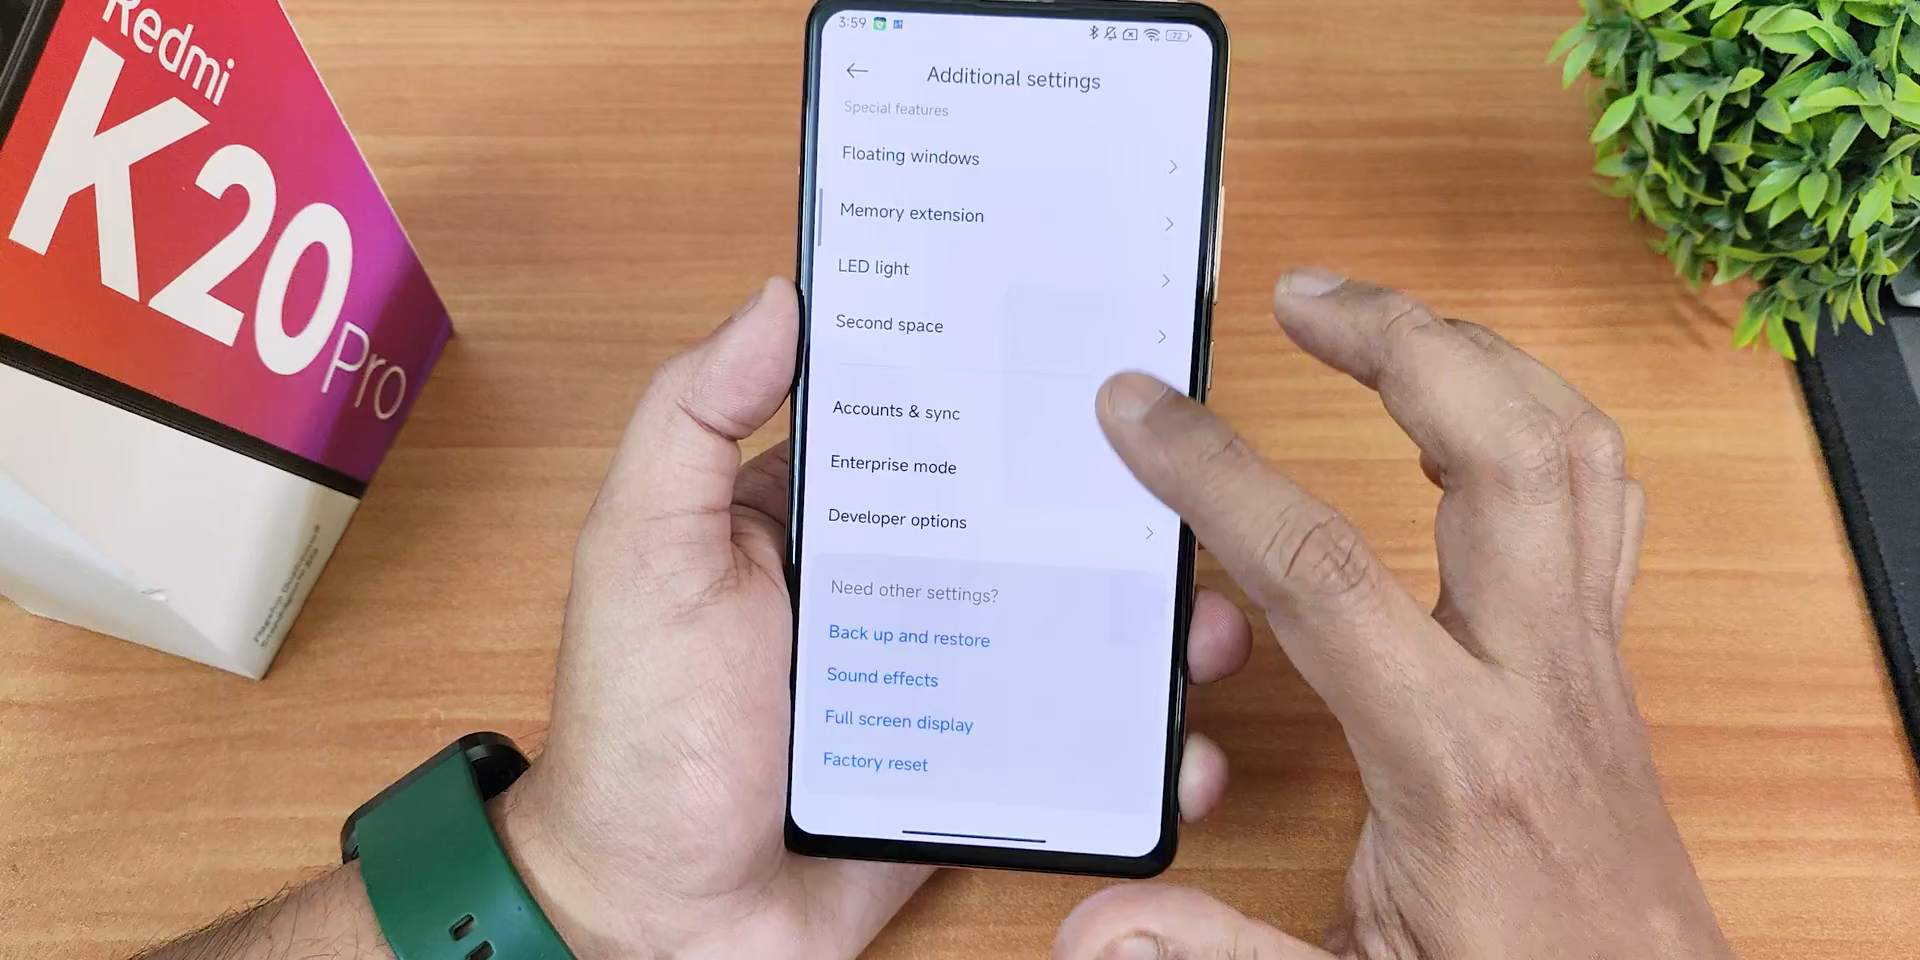 Redmi
K20 Pro
3:59
72
Additional settings
Special features
Floating windows
Memory extension
LED light
Second space
Accounts & sync
Enterprise mode
Developer options
Need other settings?
Back up and restore
Sound effects
Full screen display
Factory reset